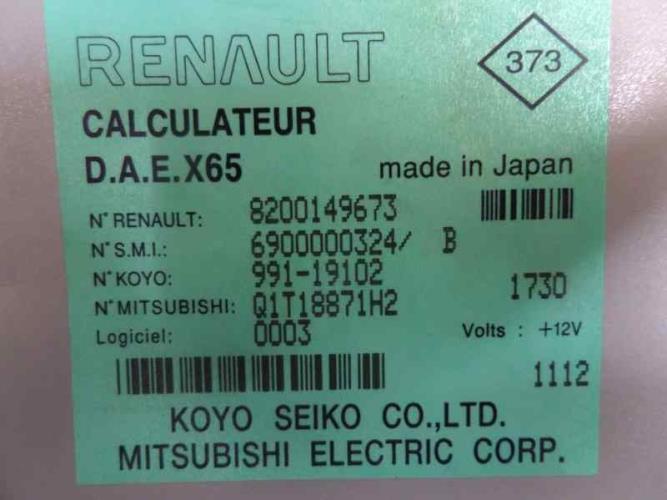 RENAULT 373
CALCULATEUR
D.A.E.X65 made in Japan
N° RENAULT: 8200149673
N° S.M.I.: 6900000324/ B
N° KOYO: 991-19102 1730
N° MITSUBISHI: Q1T18871H2
Logiciel: 0003 Volts : +12V
1112
KOYO SEIKO CO.,LTD.
MITSUBISHI ELECTRIC CORP.